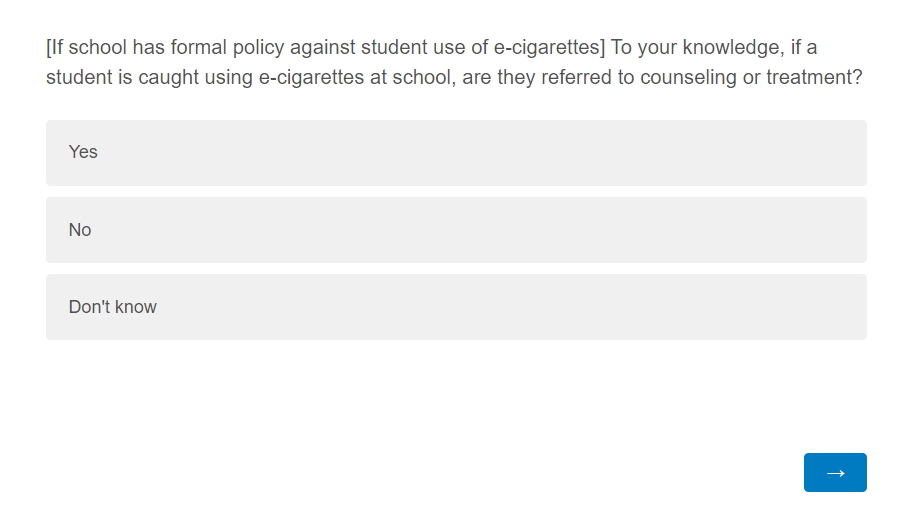 [If school has formal policy against student use of e-cigarettes] To your knowledge, if a
student is caught using e-cigarettes at school, are they referred to counseling or treatment?
Yes
No
Don't know
→